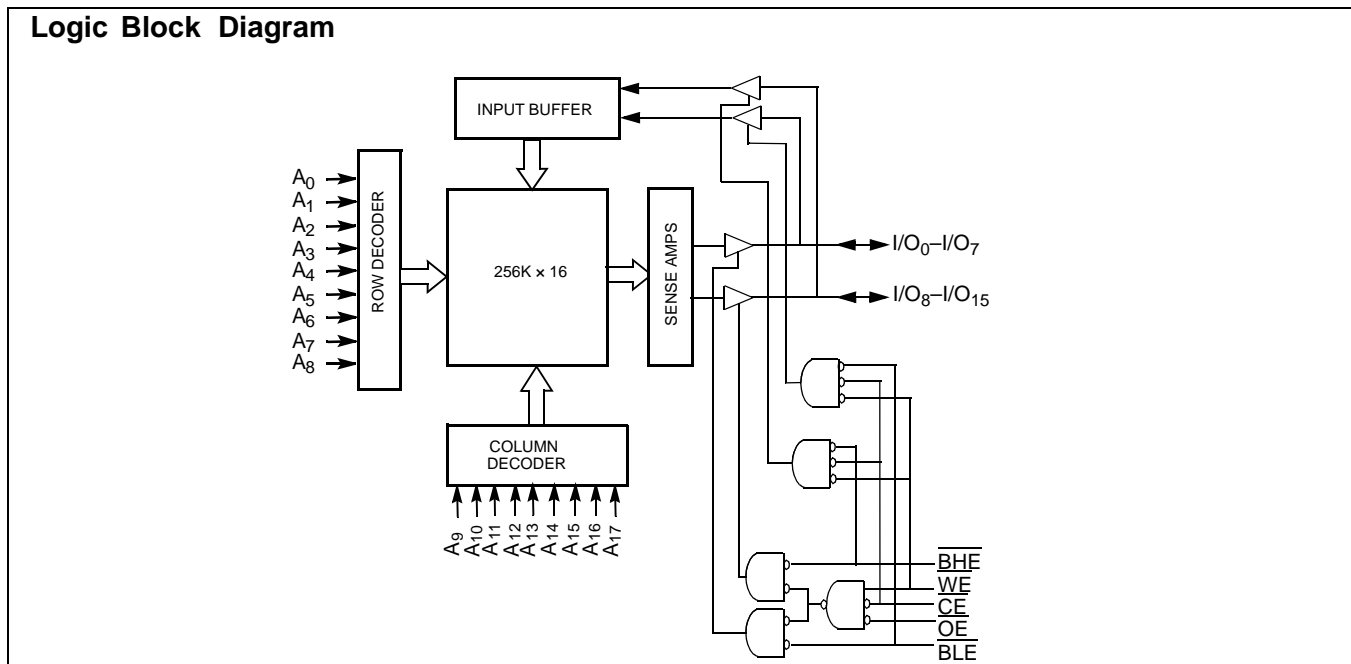 Logic Block Diagram
INPUT BUFFER
A0
A1
A2
A3
A4
A5
A6
A7
A8
ROW DECODER
256K × 16
SENSE AMPS
I/O0–I/O7
I/O8–I/O15
COLUMN
DECODER
A9
A10
A11
A12
A13
A14
A15
A16
A17
BHE
WE
CE
OE
BLE